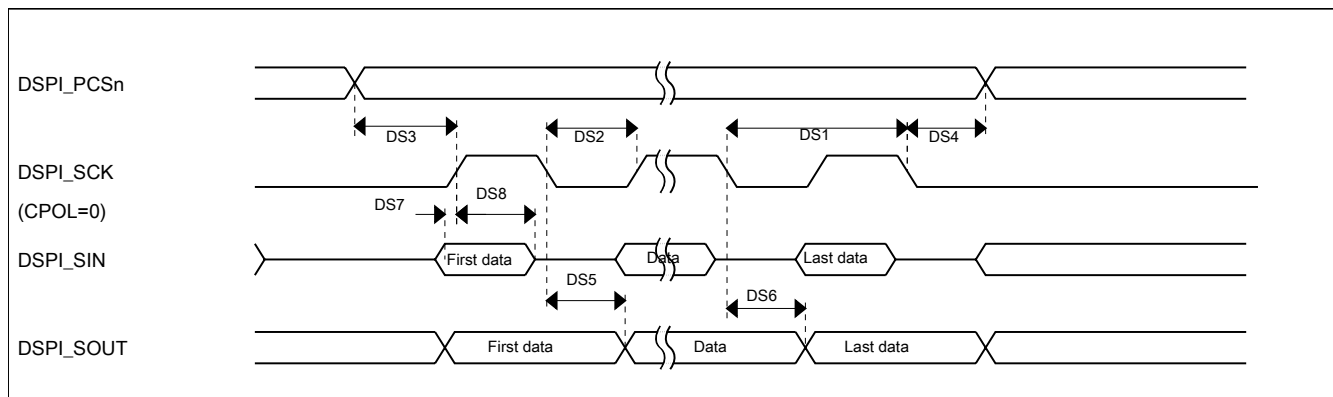 DSPI_PCSn
DS3
DS2
DS1
DS4
DSPI_SCK
(CPOL=0)
DS7
DS8
DSPI_SIN
First data
Data
Last data
DS5
DS6
DSPI_SOUT
First data
Data
Last data